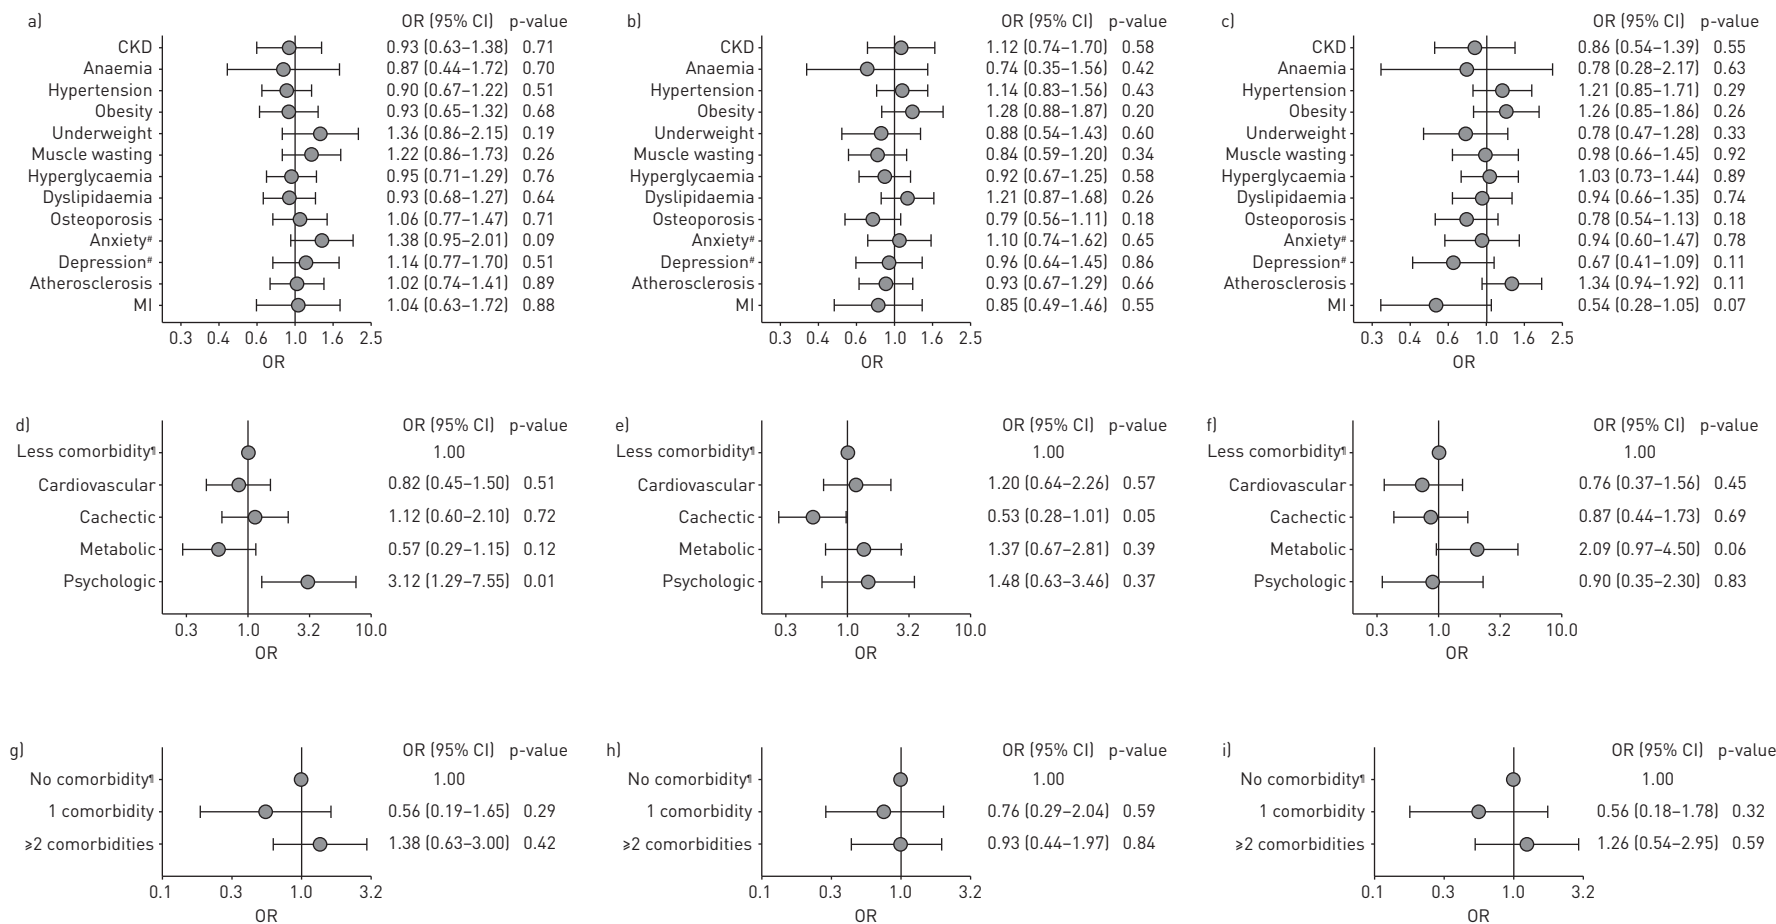 a) OR (95% CI) p-value
CKD 0.93 (0.63–1.38) 0.71
Anaemia 0.87 (0.44–1.72) 0.70
Hypertension 0.90 (0.67–1.22) 0.51
Obesity 0.93 (0.65–1.32) 0.68
Underweight 1.36 (0.86–2.15) 0.19
Muscle wasting 1.22 (0.86–1.73) 0.26
Hyperglycaemia 0.95 (0.71–1.29) 0.76
Dyslipidaemia 0.93 (0.68–1.27) 0.64
Osteoporosis 1.06 (0.77–1.47) 0.71
Anxiety# 1.38 (0.95–2.01) 0.09
Depression# 1.14 (0.77–1.70) 0.51
Atherosclerosis 1.02 (0.74–1.41) 0.89
MI 1.04 (0.63–1.72) 0.88
0.3 0.4 0.6 1.0 1.6 2.5
OR
b) OR (95% CI) p-value
CKD 1.12 (0.74–1.70) 0.58
Anaemia 0.74 (0.35–1.56) 0.42
Hypertension 1.14 (0.83–1.56) 0.43
Obesity 1.28 (0.88–1.87) 0.20
Underweight 0.88 (0.54–1.43) 0.60
Muscle wasting 0.84 (0.59–1.20) 0.34
Hyperglycaemia 0.92 (0.67–1.25) 0.58
Dyslipidaemia 1.21 (0.87–1.68) 0.26
Osteoporosis 0.79 (0.56–1.11) 0.18
Anxiety# 1.10 (0.74–1.62) 0.65
Depression# 0.96 (0.64–1.45) 0.86
Atherosclerosis 0.93 (0.67–1.29) 0.66
MI 0.85 (0.49–1.46) 0.55
0.3 0.4 0.6 1.0 1.6 2.5
OR
c) OR (95% CI) p-value
CKD 0.86 (0.54–1.39) 0.55
Anaemia 0.78 (0.28–2.17) 0.63
Hypertension 1.21 (0.85–1.71) 0.29
Obesity 1.26 (0.85–1.86) 0.26
Underweight 0.78 (0.47–1.28) 0.33
Muscle wasting 0.98 (0.66–1.45) 0.92
Hyperglycaemia 1.03 (0.73–1.44) 0.89
Dyslipidaemia 0.94 (0.66–1.35) 0.74
Osteoporosis 0.78 (0.54–1.13) 0.18
Anxiety# 0.94 (0.60–1.47) 0.78
Depression# 0.67 (0.41–1.09) 0.11
Atherosclerosis 1.34 (0.94–1.92) 0.11
MI 0.54 (0.28–1.05) 0.07
0.3 0.4 0.6 1.0 1.6 2.5
OR
d) OR (95% CI) p-value
Less comorbidity¶ 1.00
Cardiovascular 0.82 (0.45–1.50) 0.51
Cachectic 1.12 (0.60–2.10) 0.72
Metabolic 0.57 (0.29–1.15) 0.12
Psychologic 3.12 (1.29–7.55) 0.01
0.3 1.0 3.2 10.0
OR
e) OR (95% CI) p-value
Less comorbidity¶ 1.00
Cardiovascular 1.20 (0.64–2.26) 0.57
Cachectic 0.53 (0.28–1.01) 0.05
Metabolic 1.37 (0.67–2.81) 0.39
Psychologic 1.48 (0.63–3.46) 0.37
0.3 1.0 3.2 10.0
OR
f) OR (95% CI) p-value
Less comorbidity¶ 1.00
Cardiovascular 0.76 (0.37–1.56) 0.45
Cachectic 0.87 (0.44–1.73) 0.69
Metabolic 2.09 (0.97–4.50) 0.06
Psychologic 0.90 (0.35–2.30) 0.83
0.3 1.0 3.2 10.0
OR
g) OR (95% CI) p-value
No comorbidity¶ 1.00
1 comorbidity 0.56 (0.19–1.65) 0.29
≥2 comorbidities 1.38 (0.63–3.00) 0.42
0.1 0.3 1.0 3.2
OR
h) OR (95% CI) p-value
No comorbidity¶ 1.00
1 comorbidity 0.76 (0.29–2.04) 0.59
≥2 comorbidities 0.93 (0.44–1.97) 0.84
0.1 0.3 1.0 3.2
OR
i) OR (95% CI) p-value
No comorbidity¶ 1.00
1 comorbidity 0.56 (0.18–1.78) 0.32
≥2 comorbidities 1.26 (0.54–2.95) 0.59
0.1 0.3 1.0 3.2
OR